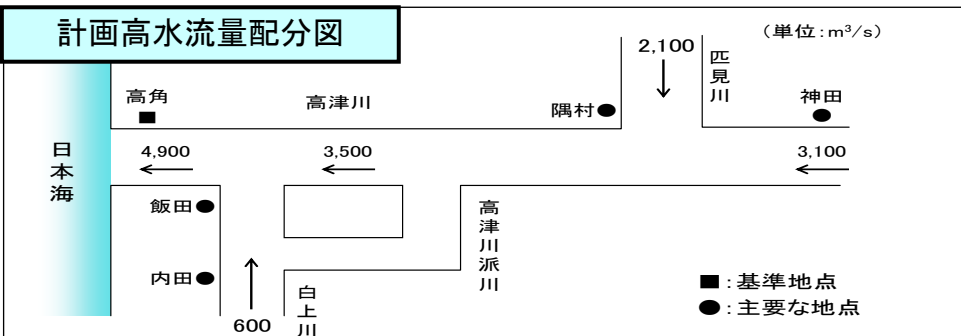 計画高水流量配分図
(単位:m³/s)
2,100
匹見川
高角
高津川
隅村
神田
日本海
4,900
3,500
3,100
飯田
高津川派川
内田
白上川
600
■:基準地点
●:主要な地点